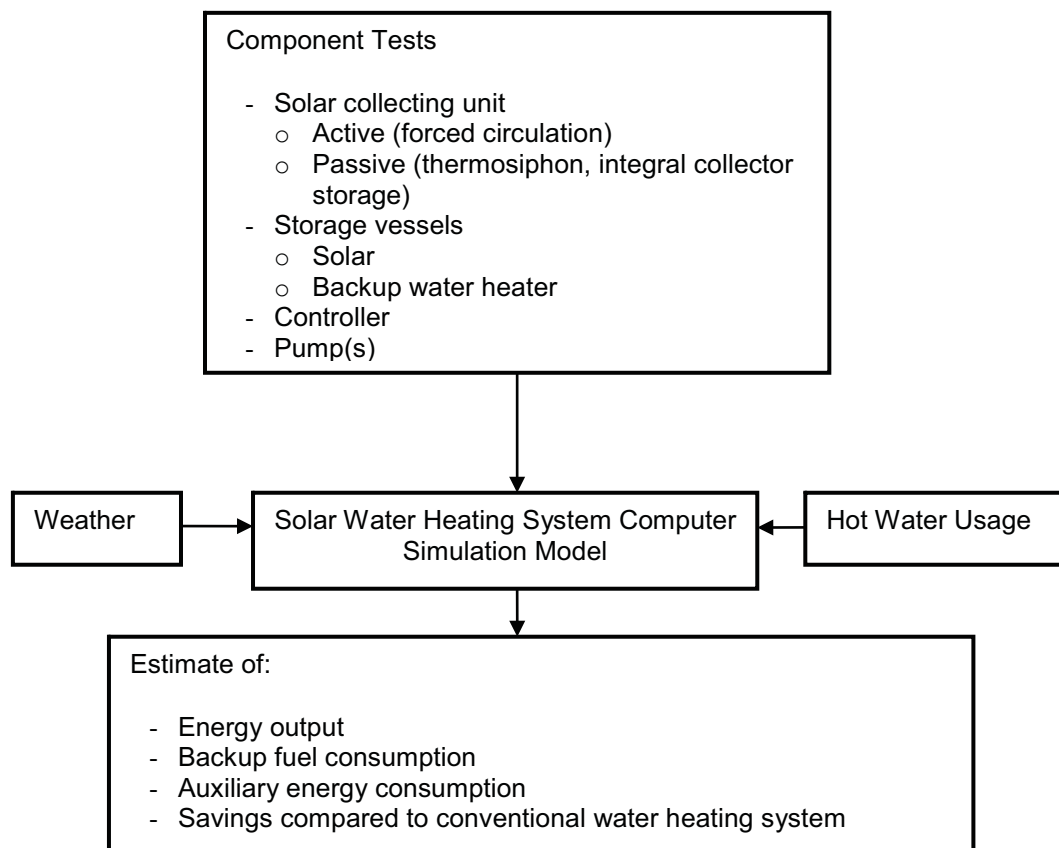 Component Tests
- Solar collecting unit
o Active (forced circulation)
o Passive (thermosiphon, integral collector
storage)
- Storage vessels
o Solar
o Backup water heater
- Controller
- Pump(s)
Weather
Solar Water Heating System Computer
Simulation Model
Hot Water Usage
Estimate of:
- Energy output
- Backup fuel consumption
- Auxiliary energy consumption
- Savings compared to conventional water heating system